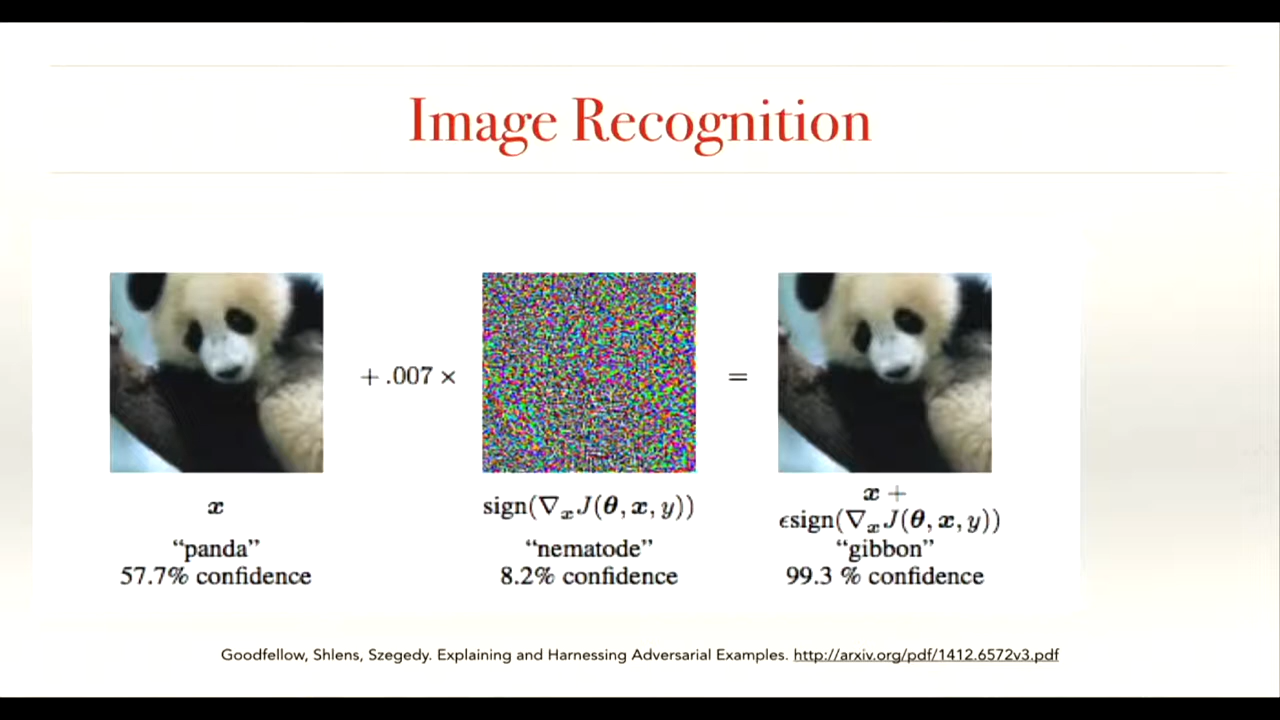 Image Recognition
+ .007 ×
=
x
sign(∇ₓJ(θ, x, y))
x +
ϵsign(∇ₓJ(θ, x, y))
“panda”
“nematode”
“gibbon”
57.7% confidence
8.2% confidence
99.3 % confidence
Goodfellow, Shlens, Szegedy. Explaining and Harnessing Adversarial Examples. http://arxiv.org/pdf/1412.6572v3.pdf